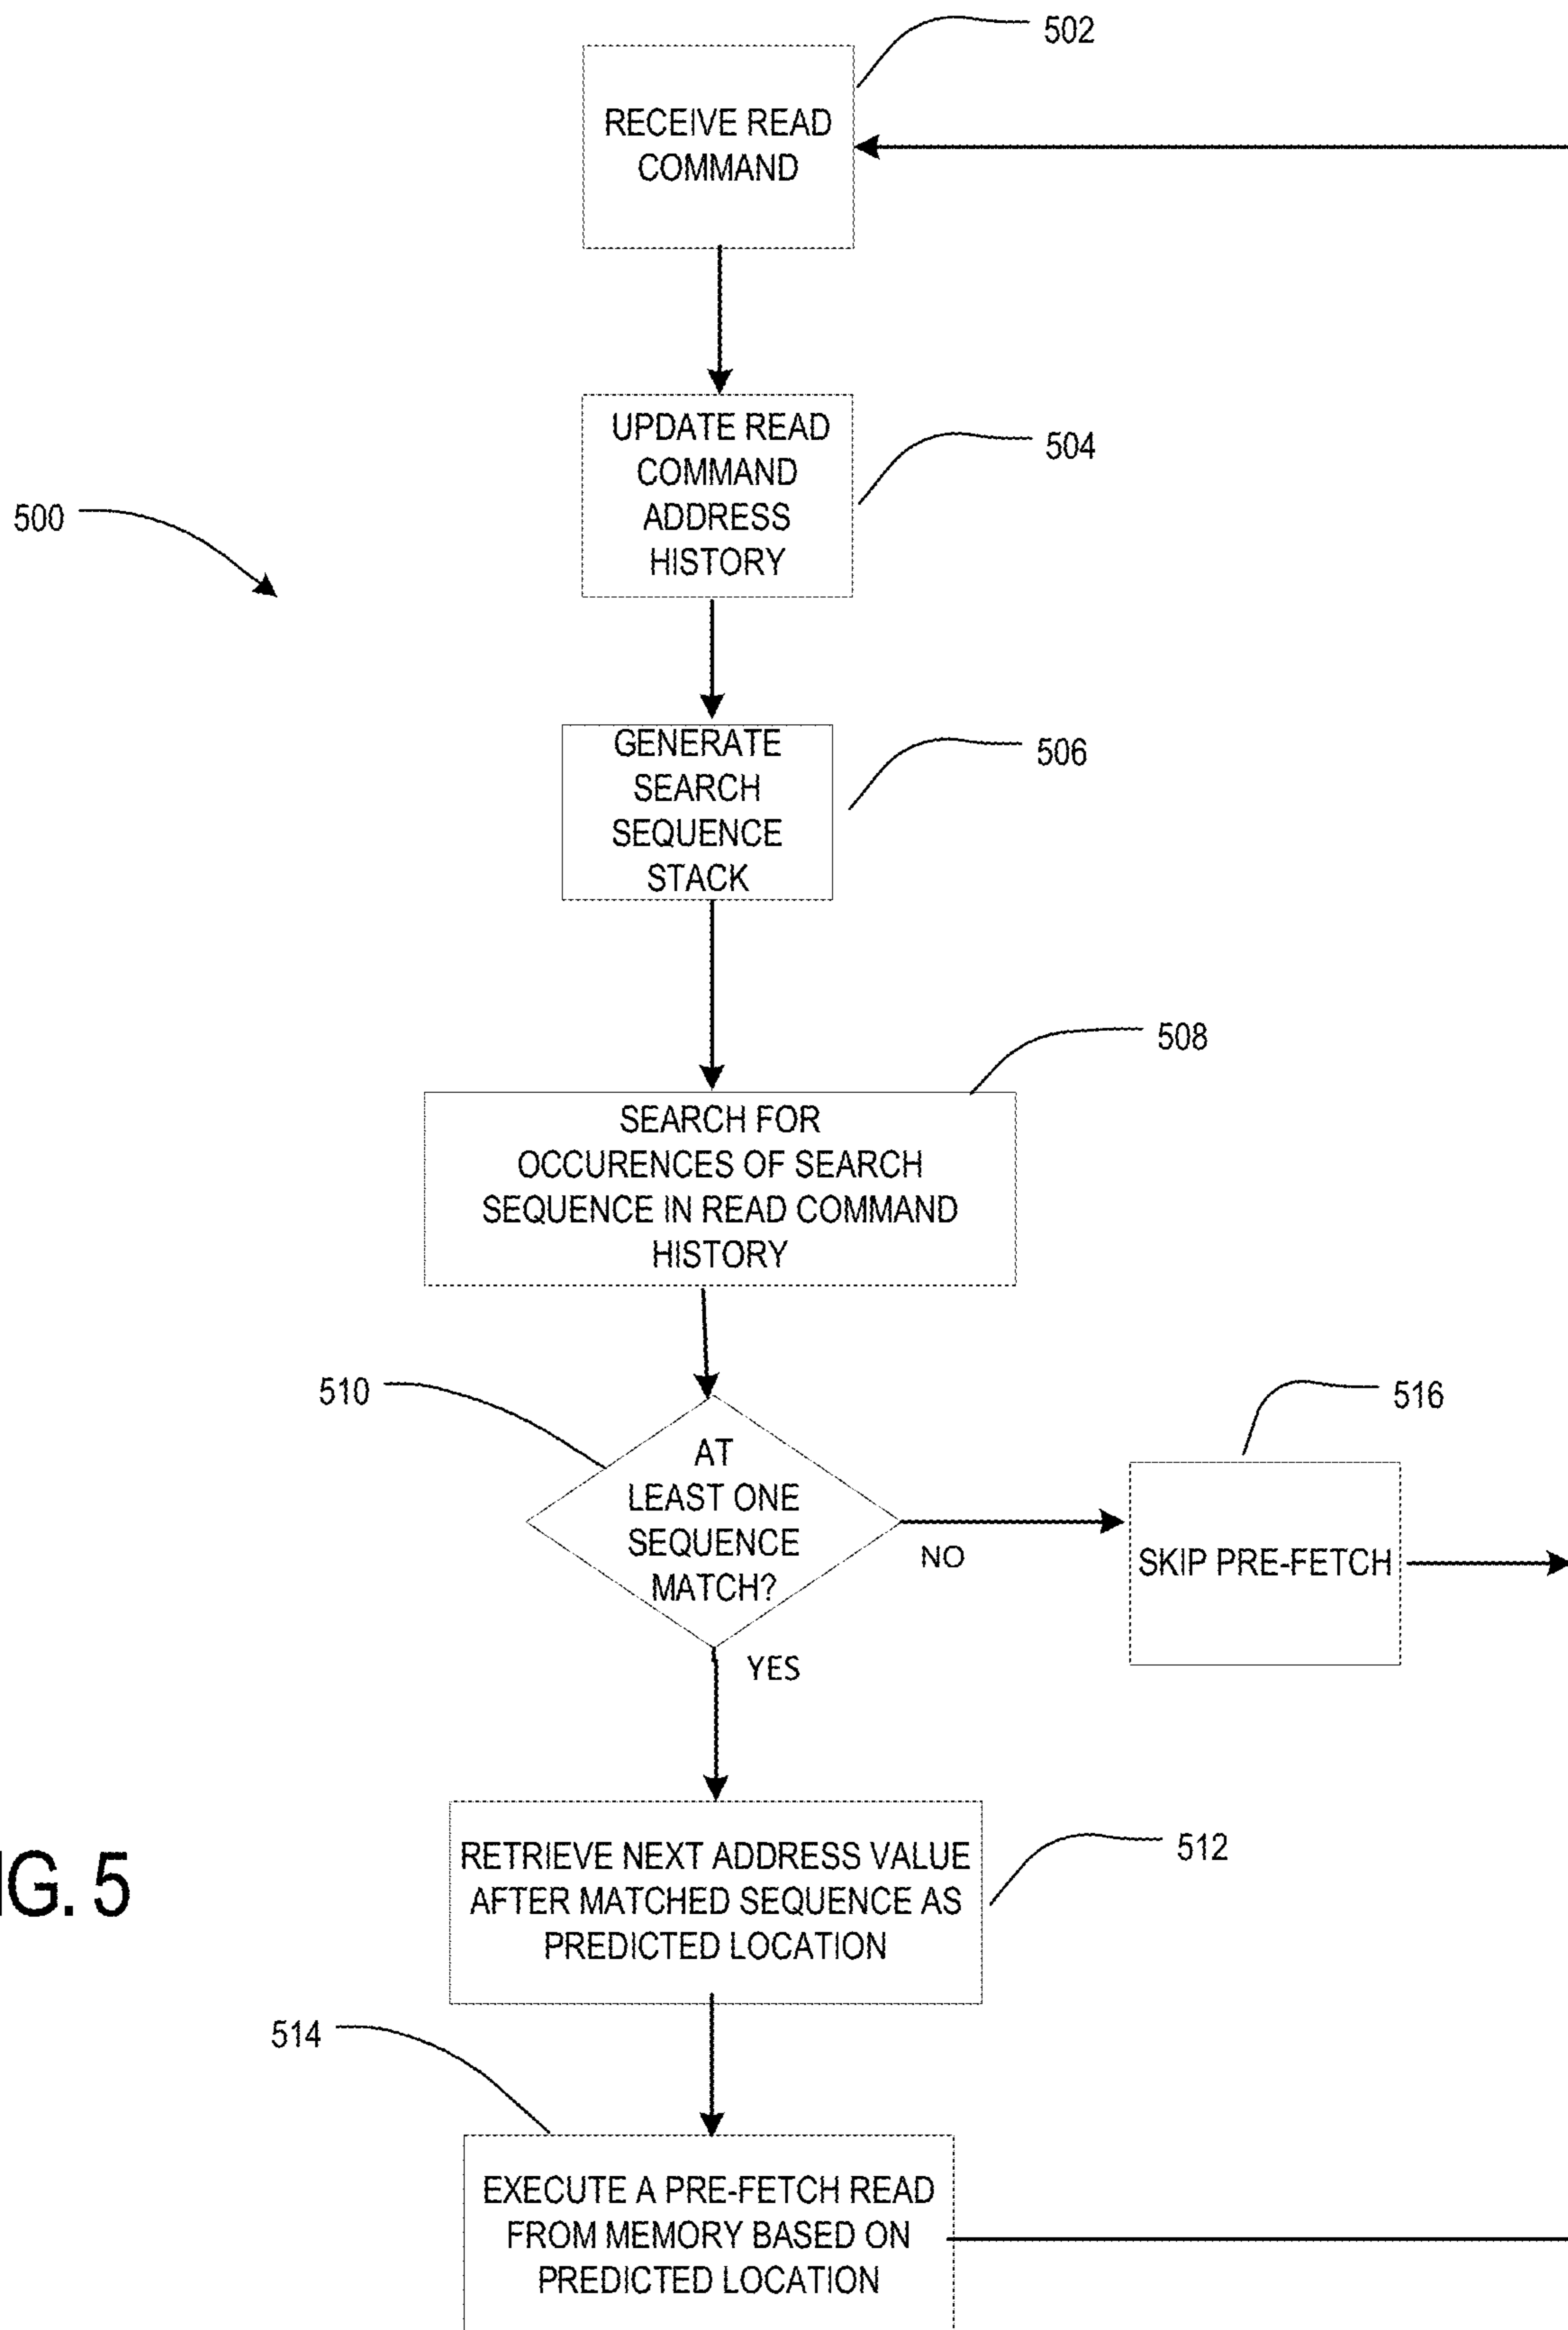 502
RECEIVE READ
COMMAND
UPDATE READ
COMMAND
ADDRESS
HISTORY
504
500
GENERATE
SEARCH
SEQUENCE
STACK
506
508
SEARCH FOR
OCCURENCES OF SEARCH
SEQUENCE IN READ COMMAND
HISTORY
510
AT
LEAST ONE
SEQUENCE
MATCH?
516
NO
SKIP PRE-FETCH
YES
RETRIEVE NEXT ADDRESS VALUE
AFTER MATCHED SEQUENCE AS
PREDICTED LOCATION
512
IG. 5
514
EXECUTE A PRE-FETCH READ
FROM MEMORY BASED ON
PREDICTED LOCATION